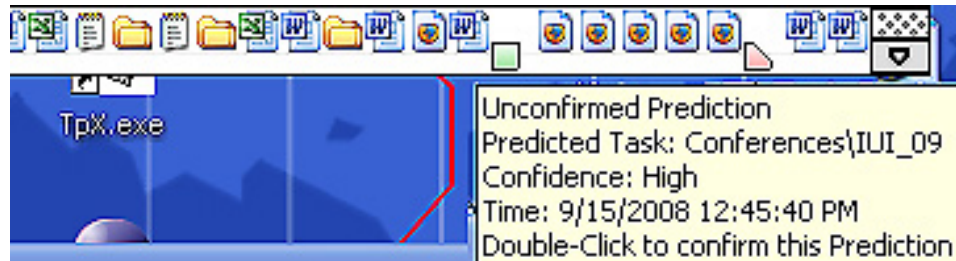 TpX.exe
Unconfirmed Prediction
Predicted Task: Conferences\IUI_09
Confidence: High
Time: 9/15/2008 12:45:40 PM
Double-Click to confirm this Prediction